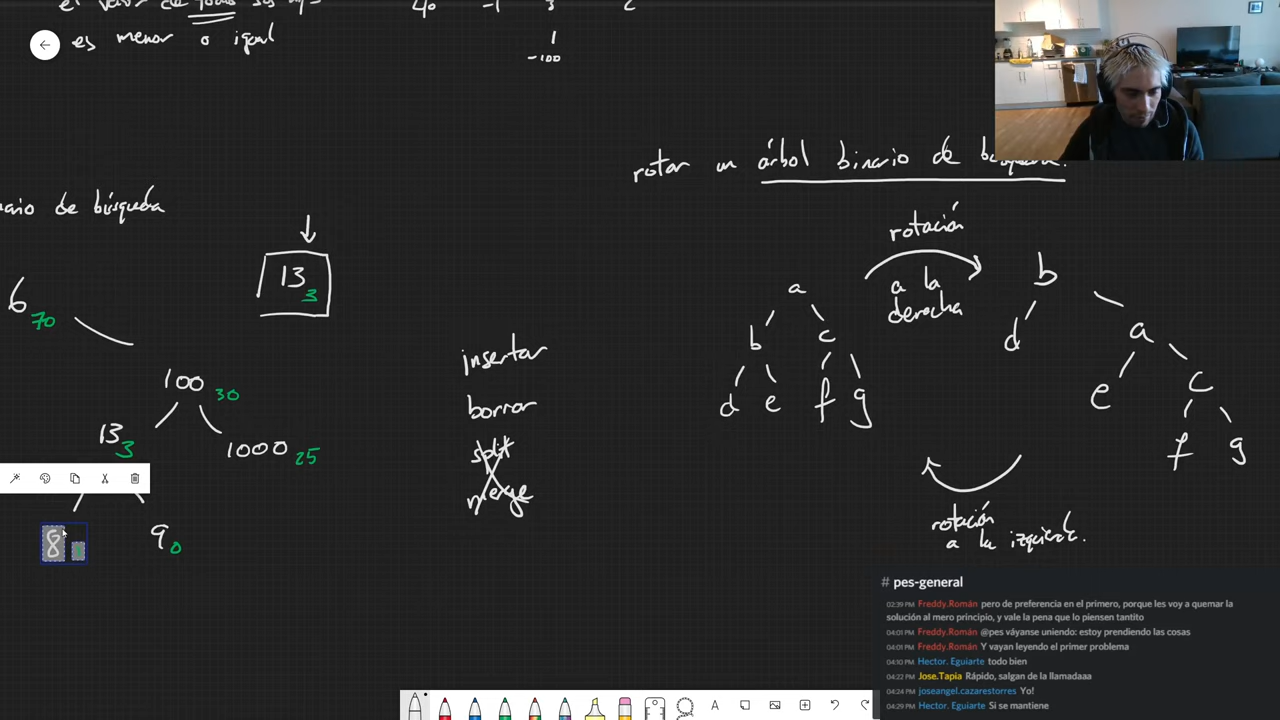 el valor de todos sus
es menor o igual
40 -1 3 2
1
-100
rotar un árbol binario de búsqueda.
de búsqueda
13
3
6
70
100
30
13
3
1000
25
8
9
0
insertar
borrar
split
merge
rotación
a la
derecha
a
b c
d e f g
b
d a
e c
f g
rotación
a la izquierda.
# pes-general
02:39 PM Freddy.Román pero de preferencia en el primero, porque les voy a quemar la
solución al mero principio, y vale la pena que lo piensen tantito
04:01 PM Freddy.Román @pes váyanse uniendo: estoy prendiendo las cosas
04:01 PM Freddy.Román Y vayan leyendo el primer problema
04:10 PM Hector. Eguiarte todo bien
04:22 PM Jose.Tapia Rápido, salgan de la llamadaaa
04:24 PM joseangel.cazarestorres Yo!
04:29 PM Hector. Eguiarte Si se mantiene